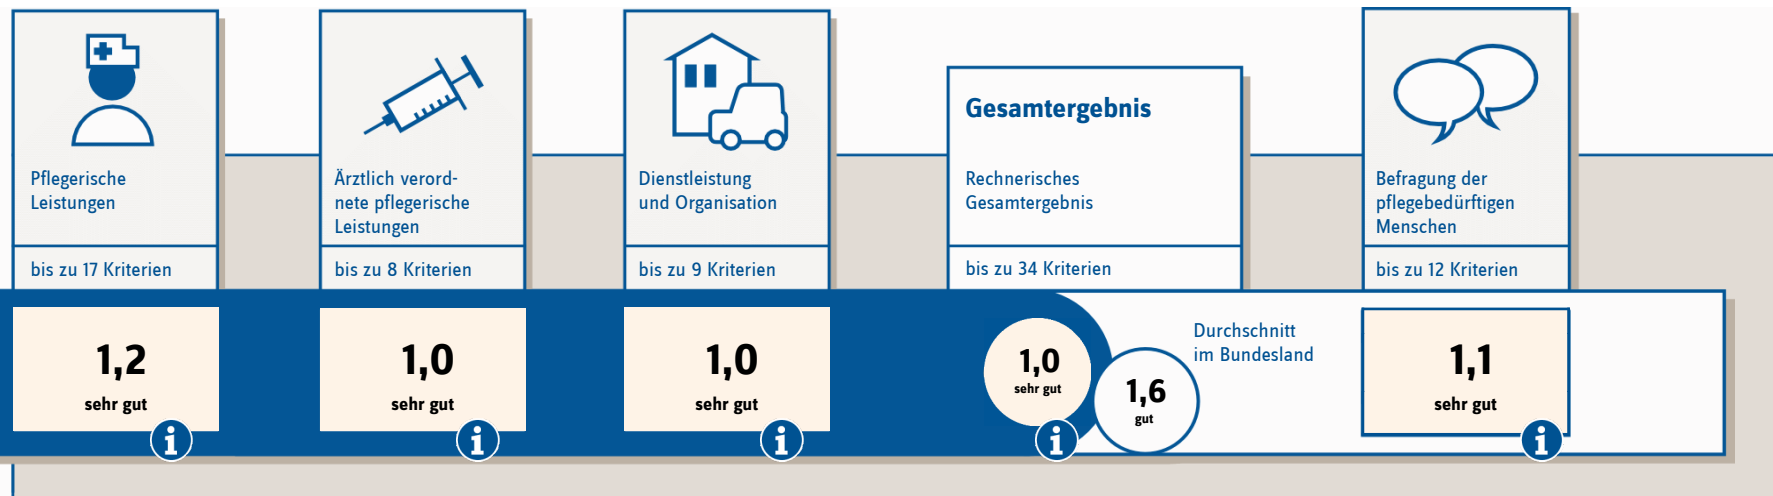 Pflegerische
Leistungen
bis zu 17 Kriterien
1,2
sehr gut
i
Ärztlich verord-
nete pflegerische
Leistungen
bis zu 8 Kriterien
1,0
sehr gut
i
Dienstleistung
und Organisation
bis zu 9 Kriterien
1,0
sehr gut
i
Gesamtergebnis
Rechnerisches
Gesamtergebnis
bis zu 34 Kriterien
1,0
sehr gut
i
1,6
gut
Durchschnitt
im Bundesland
Befragung der
pflegebedürftigen
Menschen
bis zu 12 Kriterien
1,1
sehr gut
i